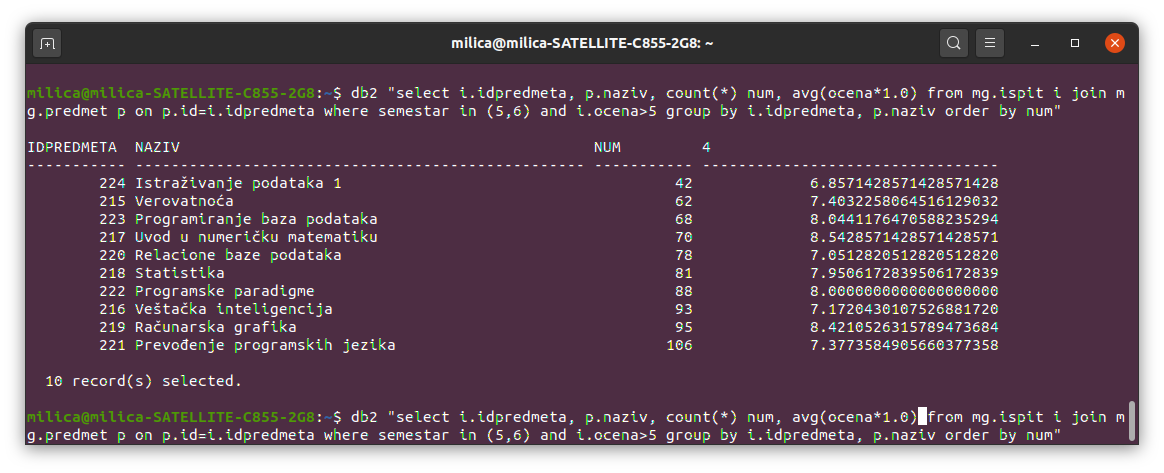 milica@milica-SATELLITE-C855-2G8: ~
milica@milica-SATELLITE-C855-2G8:~$ db2 "select i.idpredmeta, p.naziv, count(*) num, avg(ocena*1.0) from mg.ispit i join m
g.predmet p on p.id=i.idpredmeta where semestar in (5,6) and i.ocena>5 group by i.idpredmeta, p.naziv order by num"
IDPREDMETA  NAZIV                                              NUM         4
----------- -------------------------------------------------- ----------- ---------------------------------
        224 Istraživanje podataka 1                                     42             6.8571428571428571428
        215 Verovatnoća                                                 62             7.4032258064516129032
        223 Programiranje baza podataka                                 68             8.0441176470588235294
        217 Uvod u numeričku matematiku                                 70             8.5428571428571428571
        220 Relacione baze podataka                                     78             7.0512820512820512820
        218 Statistika                                                  81             7.9506172839506172839
        222 Programske paradigme                                        88             8.0000000000000000000
        216 Veštačka inteligencija                                      93             7.1720430107526881720
        219 Računarska grafika                                          95             8.4210526315789473684
        221 Prevođenje programskih jezika                              106             7.3773584905660377358
  10 record(s) selected.
milica@milica-SATELLITE-C855-2G8:~$ db2 "select i.idpredmeta, p.naziv, count(*) num, avg(ocena*1.0) from mg.ispit i join m
g.predmet p on p.id=i.idpredmeta where semestar in (5,6) and i.ocena>5 group by i.idpredmeta, p.naziv order by num"